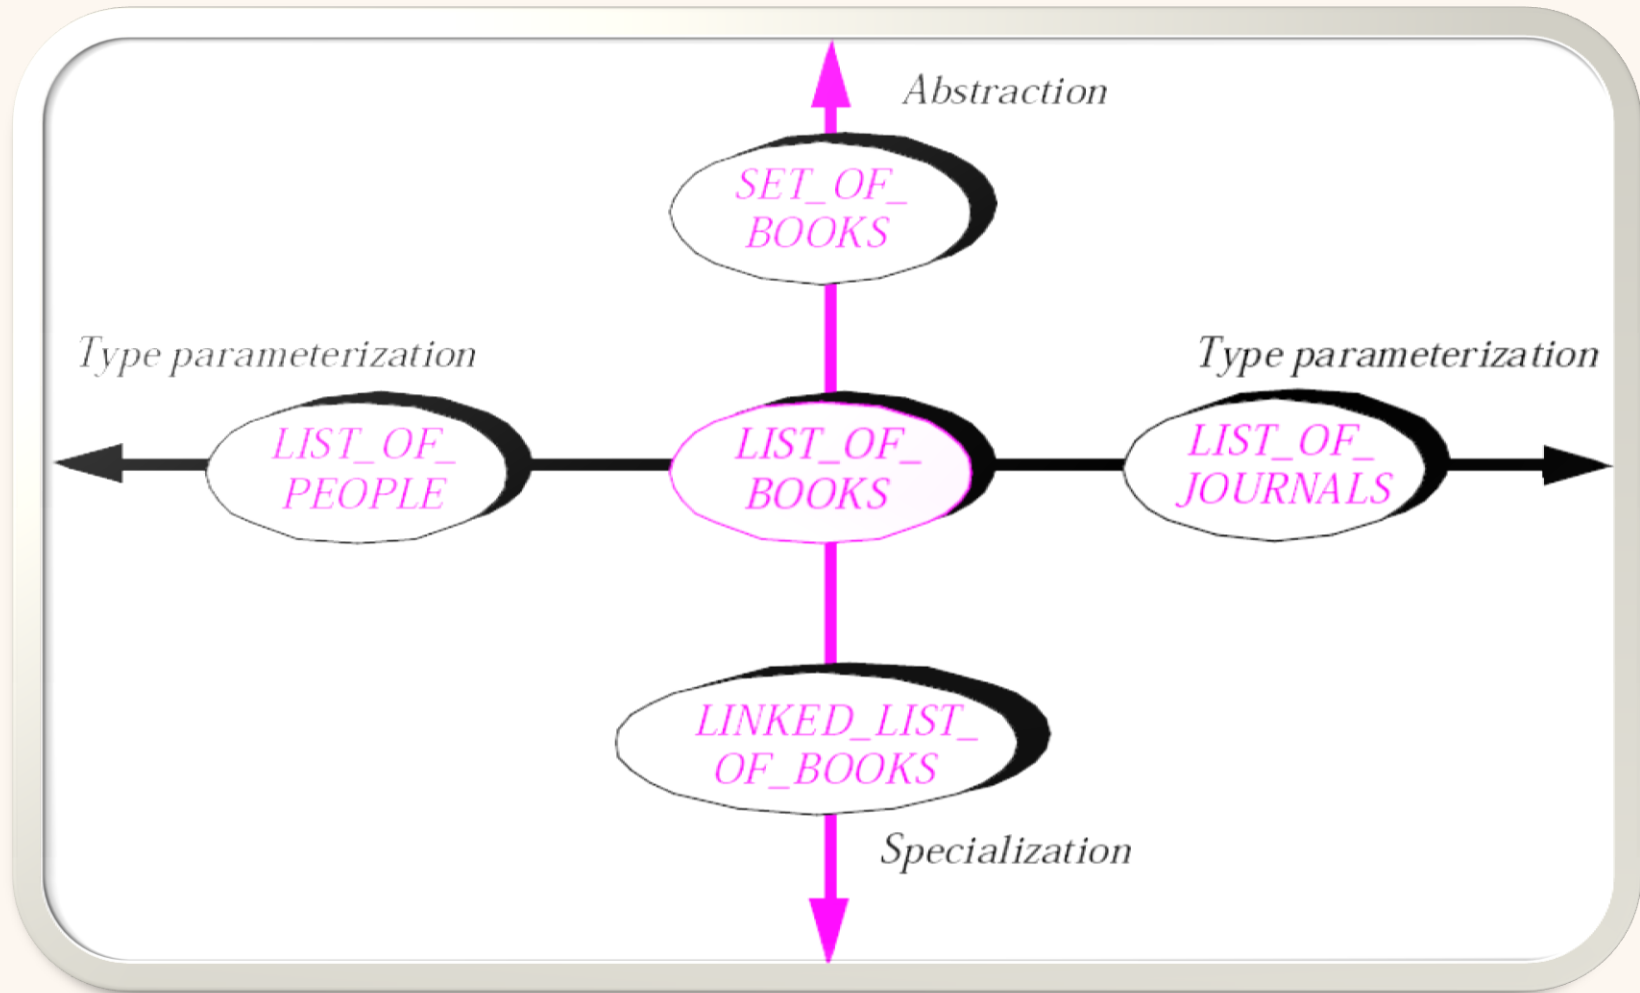 Abstraction
SET_OF_
BOOKS
Type parameterization
Type parameterization
LIST_OF_
PEOPLE
LIST_OF_
BOOKS
LIST_OF_
JOURNALS
LINKED_LIST_
OF_BOOKS
Specialization